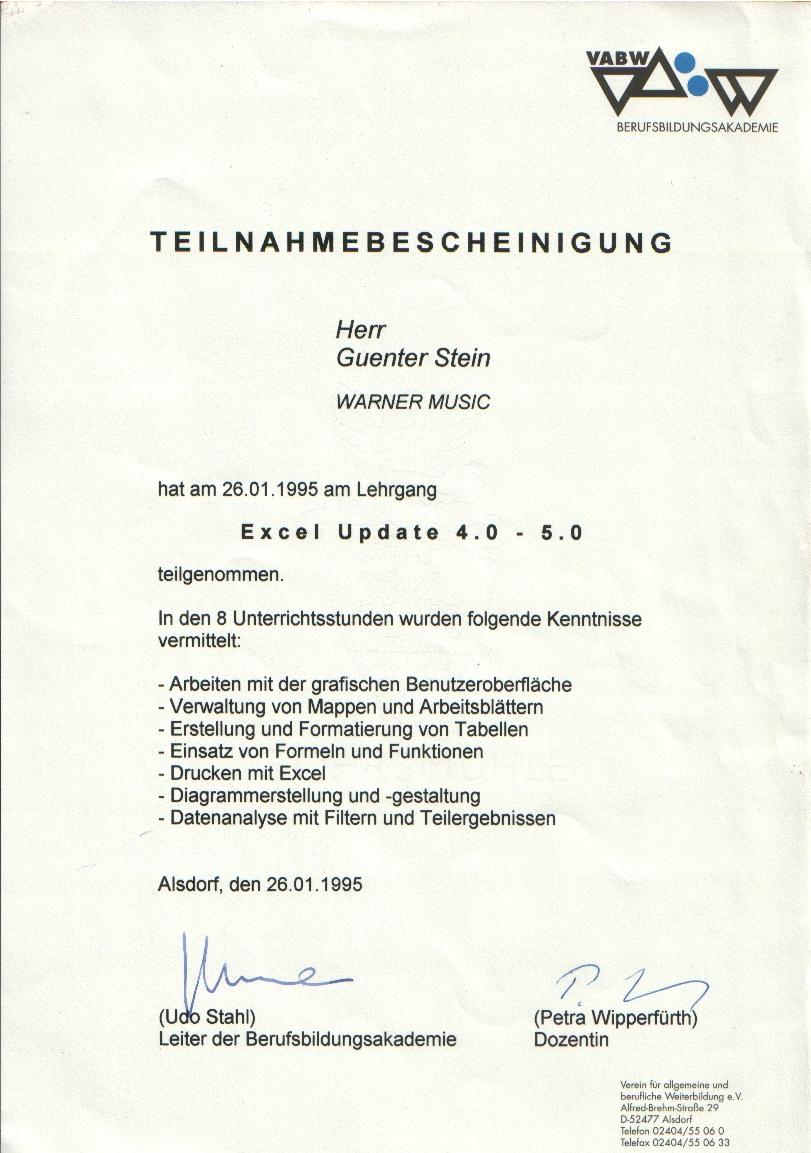 VABW
BERUFSBILDUNGSAKADEMIE
TEILNAHMEBESCHEINIGUNG
Herr
Guenter Stein
WARNER MUSIC
hat am 26.01.1995 am Lehrgang
Excel Update 4.0 - 5.0
teilgenommen.
In den 8 Unterrichtsstunden wurden folgende Kenntnisse
vermittelt:
- Arbeiten mit der grafischen Benutzeroberfläche
- Verwaltung von Mappen und Arbeitsblättern
- Erstellung und Formatierung von Tabellen
- Einsatz von Formeln und Funktionen
- Drucken mit Excel
- Diagrammerstellung und -gestaltung
- Datenanalyse mit Filtern und Teilergebnissen
Alsdorf, den 26.01.1995
(Udo Stahl)
Leiter der Berufsbildungsakademie
(Petra Wipperfürth)
Dozentin
Verein für allgemeine und
berufliche Weiterbildung e.V.
Alfred-Brehm-Straße 29
D-52477 Alsdorf
Telefon 02404/55 06 0
Telefax 02404/55 06 33